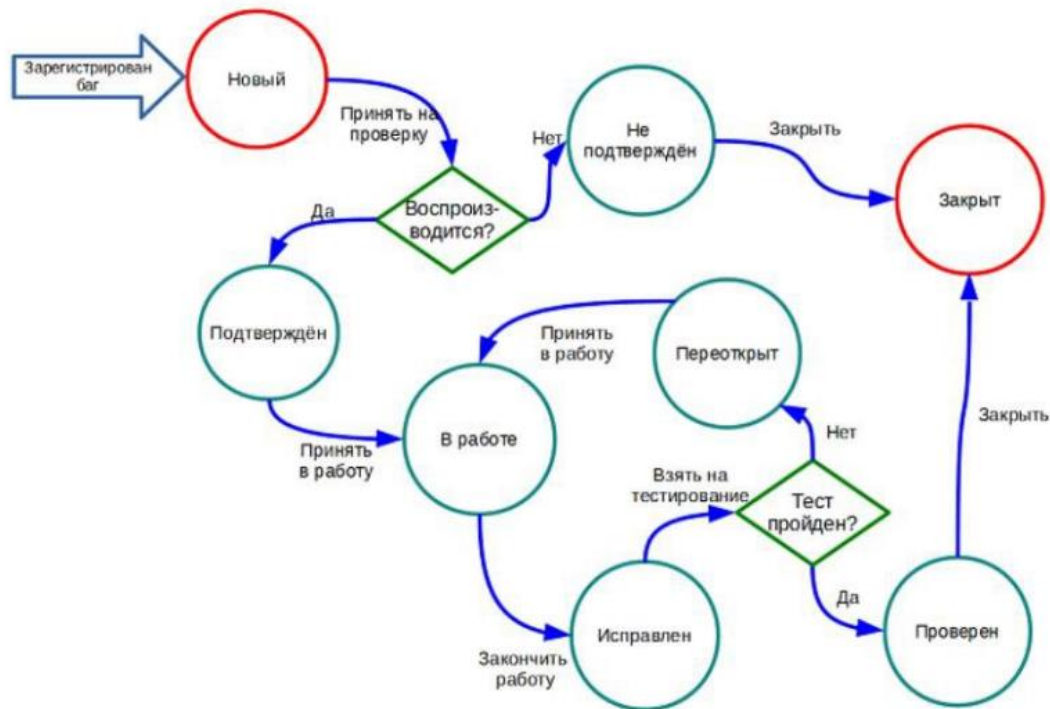 Зарегистрирован
баг
Новый
Принять на
проверку
Нет
Не
подтверждён
Закрыть
Закрыт
Воспроиз-
водится?
Да
Подтверждён
Принять
в работу
Переоткрыт
В работе
Принять
в работу
Нет
Закрыть
Взять на
тестирование
Тест
пройден?
Да
Исправлен
Проверен
Закончить
работу